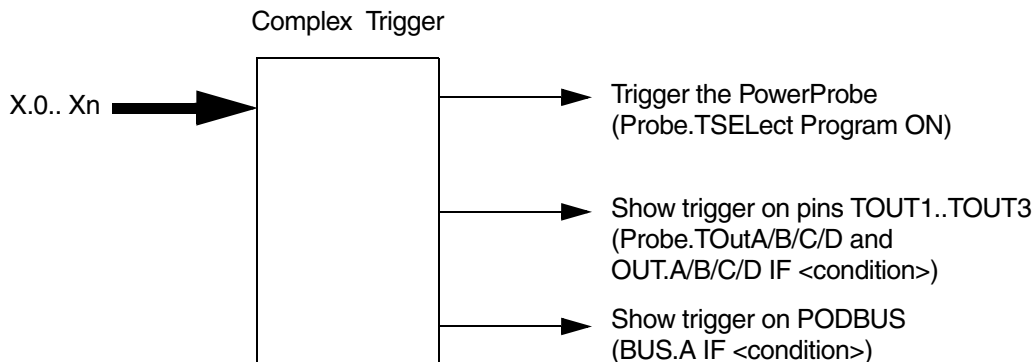 Complex Trigger
X.0.. Xn
Trigger the PowerProbe
(Probe.TSELect Program ON)
Show trigger on pins TOUT1..TOUT3
(Probe.TOutA/B/C/D and
OUT.A/B/C/D IF <condition>)
Show trigger on PODBUS
(BUS.A IF <condition>)